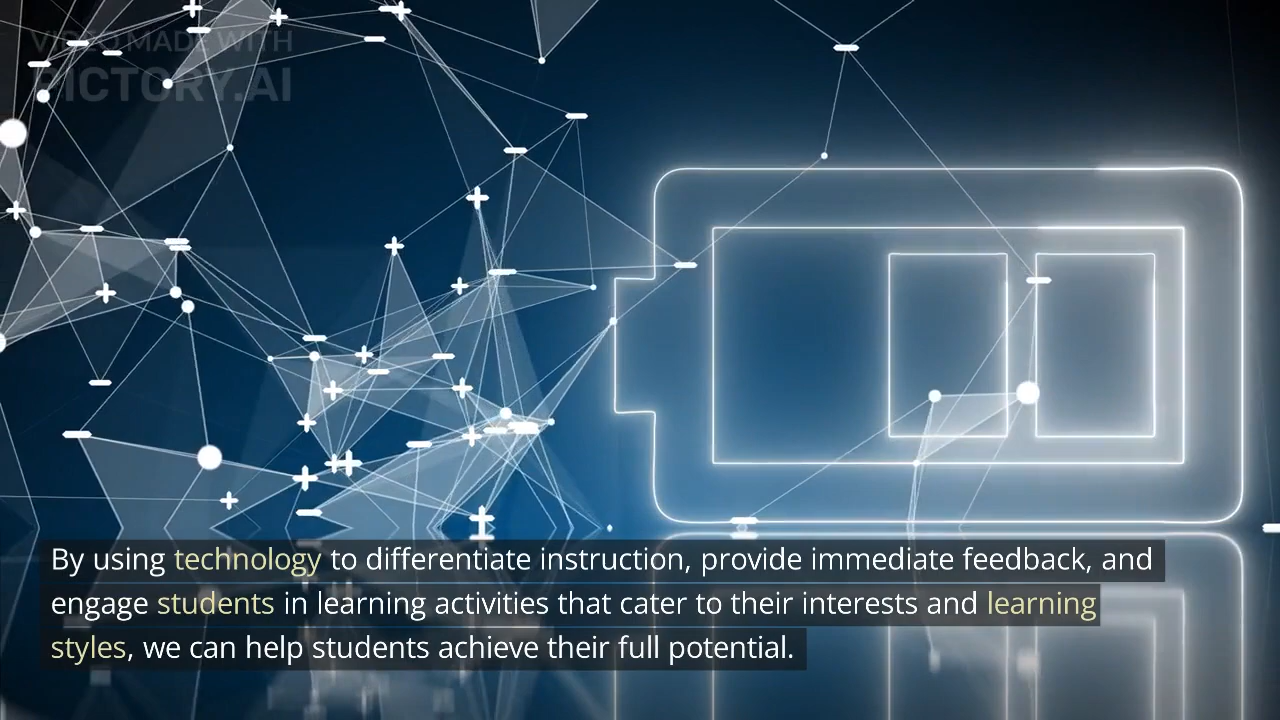 VIDEO MADE WITH
PICTORY.AI
By using technology to differentiate instruction, provide immediate feedback, and
engage students in learning activities that cater to their interests and learning
styles, we can help students achieve their full potential.